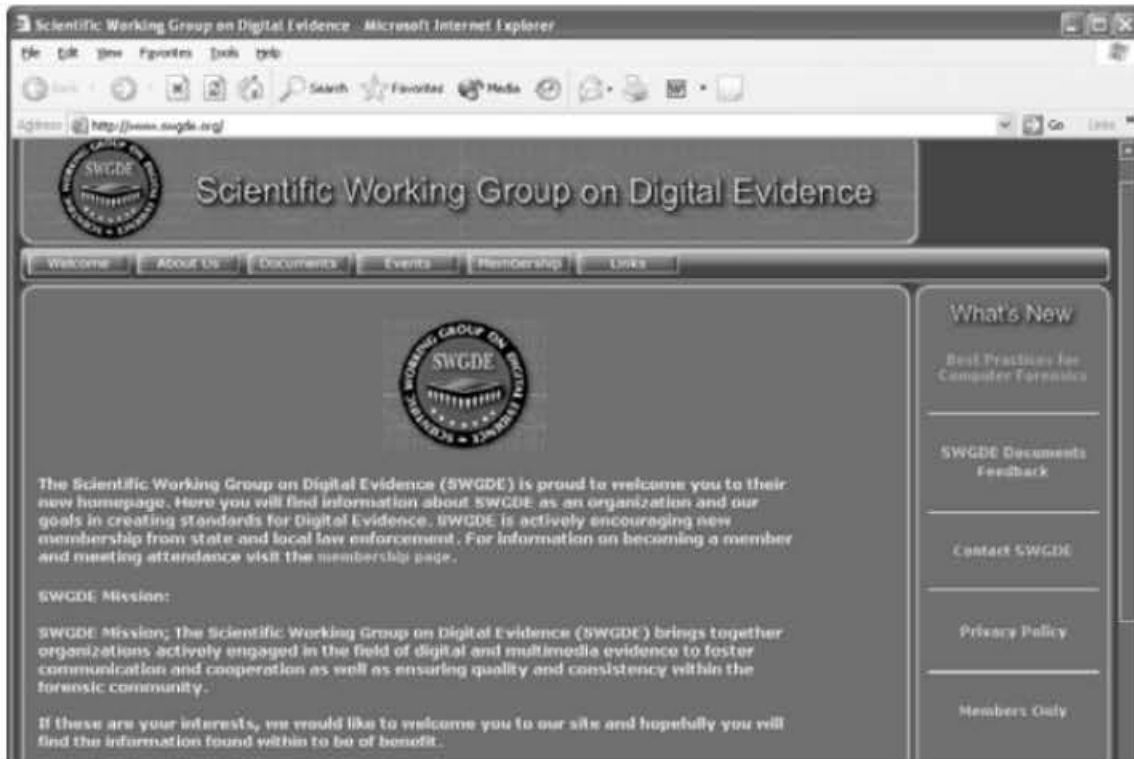 Scientific Working Group on Digital Evidence - Microsoft Internet Explorer
File Edit View Favorites Tools Help
Back Search Favorites Media
Address http://www.swgde.org/ Go Links
SWGDE
Scientific Working Group on Digital Evidence
Welcome About Us Documents Events Membership Links
SCIENTIFIC WORKING GROUP ON DIGITAL EVIDENCE
SWGDE
The Scientific Working Group on Digital Evidence (SWGDE) is proud to welcome you to their
new homepage. Here you will find information about SWGDE as an organization and our
goals in creating standards for Digital Evidence. SWGDE is actively encouraging new
membership from state and local law enforcement. For information on becoming a member
and meeting attendance visit the membership page.
SWGDE Mission:
SWGDE Mission; The Scientific Working Group on Digital Evidence (SWGDE) brings together
organizations actively engaged in the field of digital and multimedia evidence to foster
communication and cooperation as well as ensuring quality and consistency within the
forensic community.
If these are your interests, we would like to welcome you to our site and hopefully you will
find the information found within to be of benefit.
What's New
Best Practices for
Computer Forensics
SWGDE Documents
Feedback
Contact SWGDE
Privacy Policy
Members Only